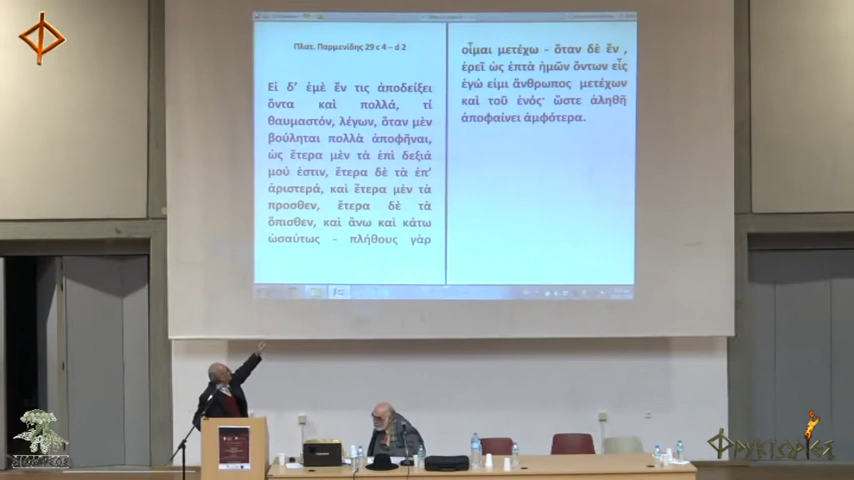 Πλατ. Παρμενίδης 29 c 4 – d 2
Εἰ δ’ ἐμὲ ἕν τις ἀποδείξει
ὄντα καὶ πολλά, τί
θαυμαστόν, λέγων, ὅταν μὲν
βούληται πολλὰ ἀποφῆναι,
ὡς ἕτερα μὲν τὰ ἐπὶ δεξιά
μού ἐστιν, ἕτερα δὲ τὰ ἐπ’
ἀριστερά, καὶ ἕτερα μὲν τὰ
προσθεν, ἕτερα δὲ τὰ
ὄπισθεν, καὶ ἄνω καὶ κάτω
ὡσαύτως – πλήθους γὰρ
οἶμαι μετέχω – ὅταν δὲ ἕν ,
ἐρεῖ ὡς ἑπτὰ ἡμῶν ὄντων εἷς
ἐγώ εἰμι ἄνθρωπος μετέχων
καὶ τοῦ ἑνός· ὥστε ἀληθῆ
ἀποφαίνει ἀμφότερα.
Φρυκτορίες